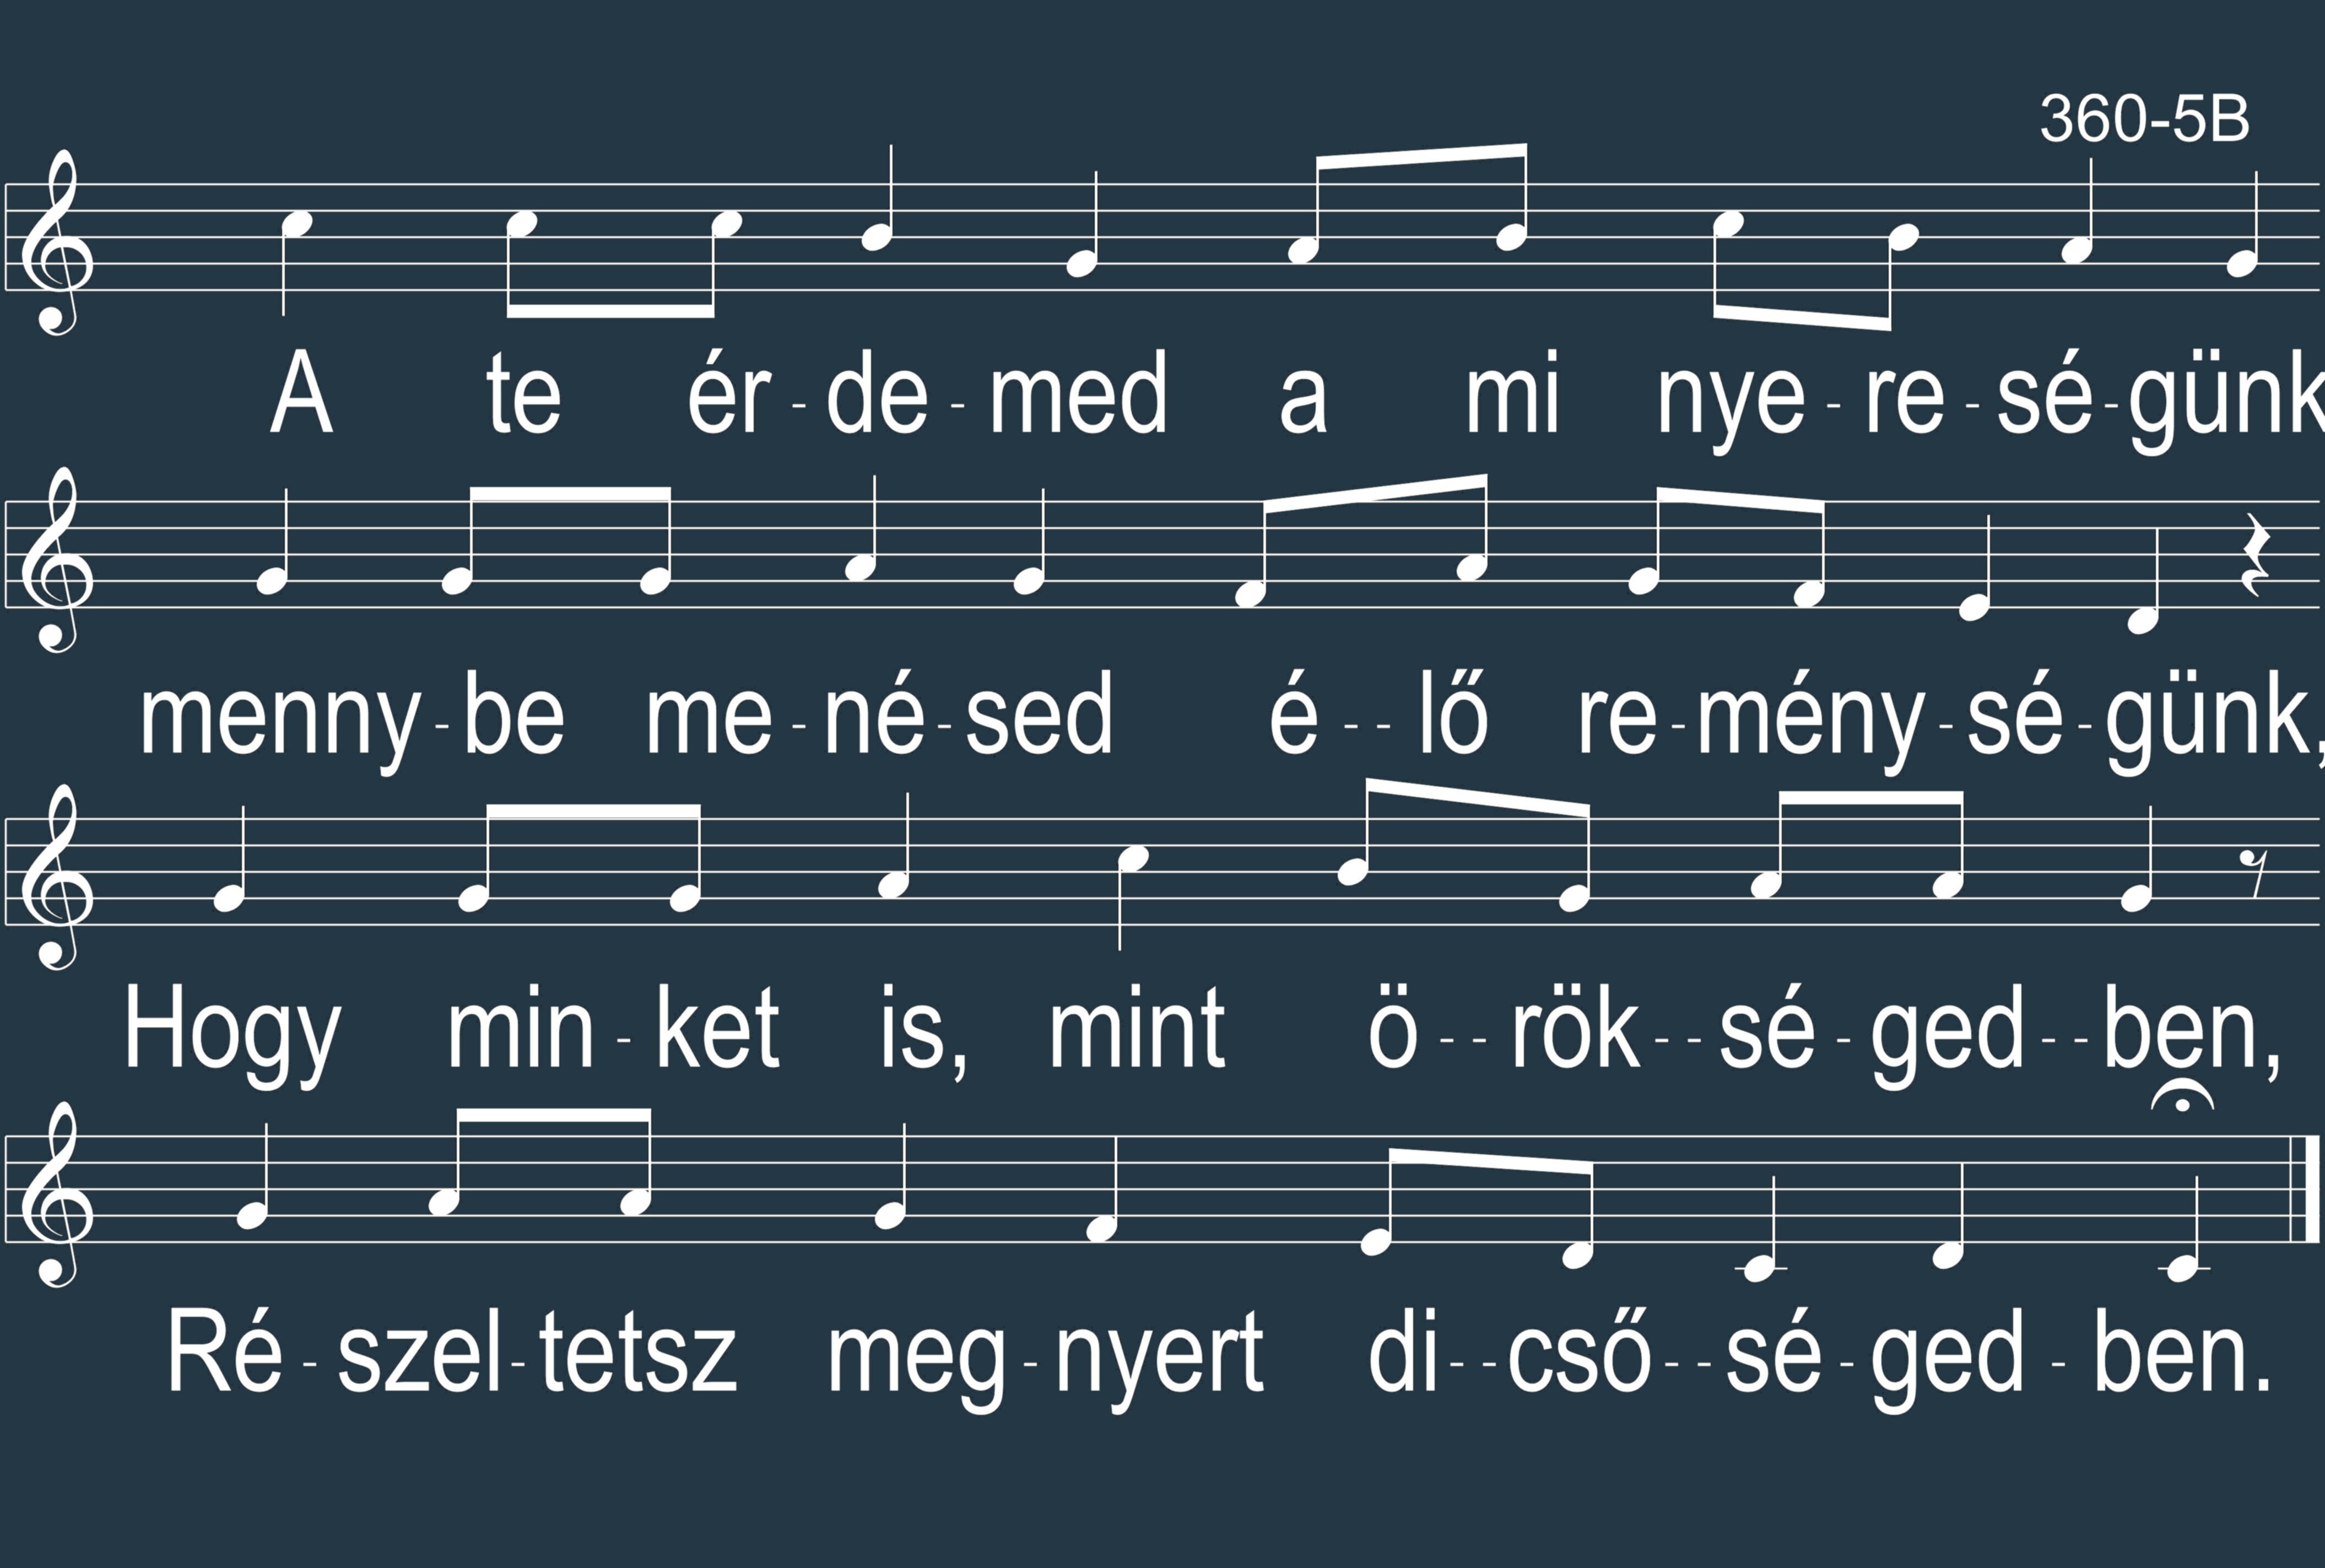 360-5B
A te ér-de-med a mi nye-re-sé-günk
menny-be me-né-sed é--lő re-mény-sé-günk,
Hogy min-ket is, mint ö--rök--sé-ged--ben,
Ré-szel-tetsz meg-nyert di--cső--sé-ged-ben.